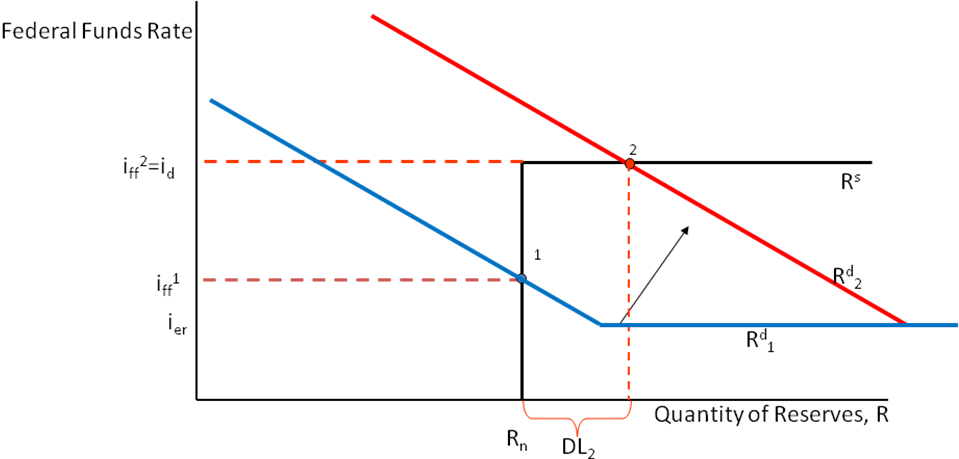 Federal Funds Rate
2
iff²=id
Rˢ
1
iff¹
Rᵈ₂
ier
Rᵈ₁
Quantity of Reserves, R
Rn
DL₂